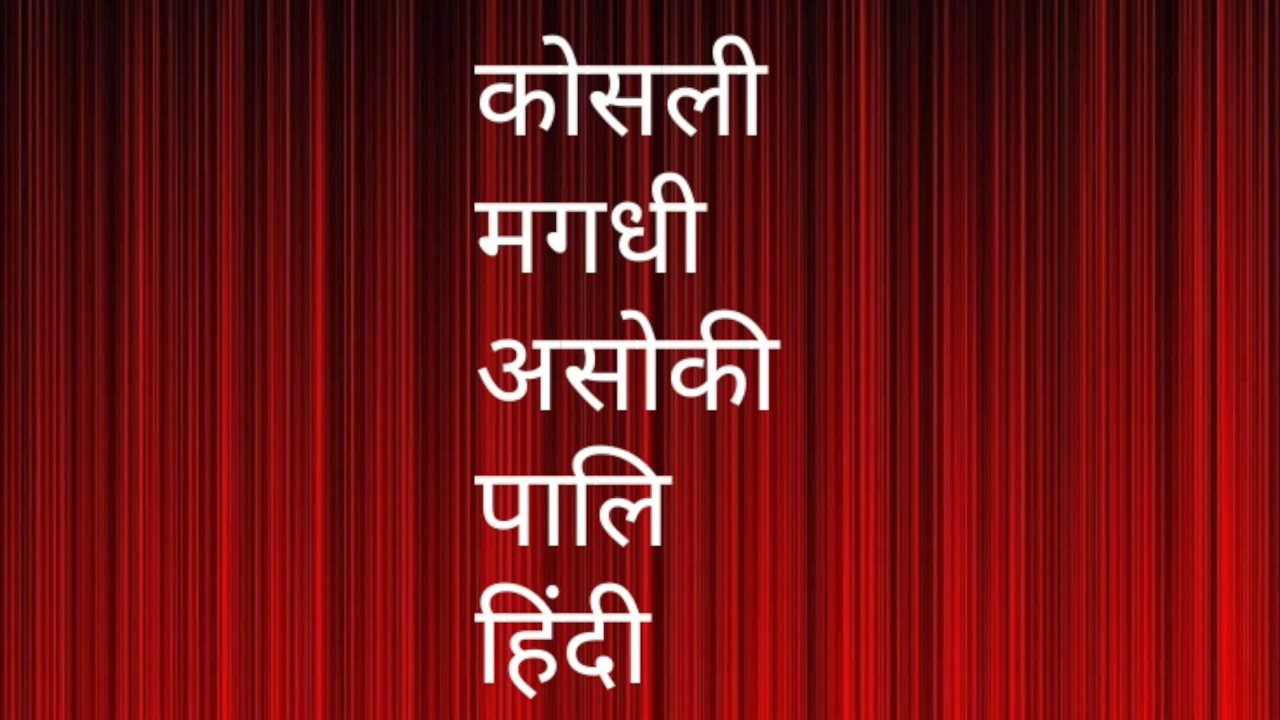 कोसली
मगधी
असोकी
पालि
हिंदी